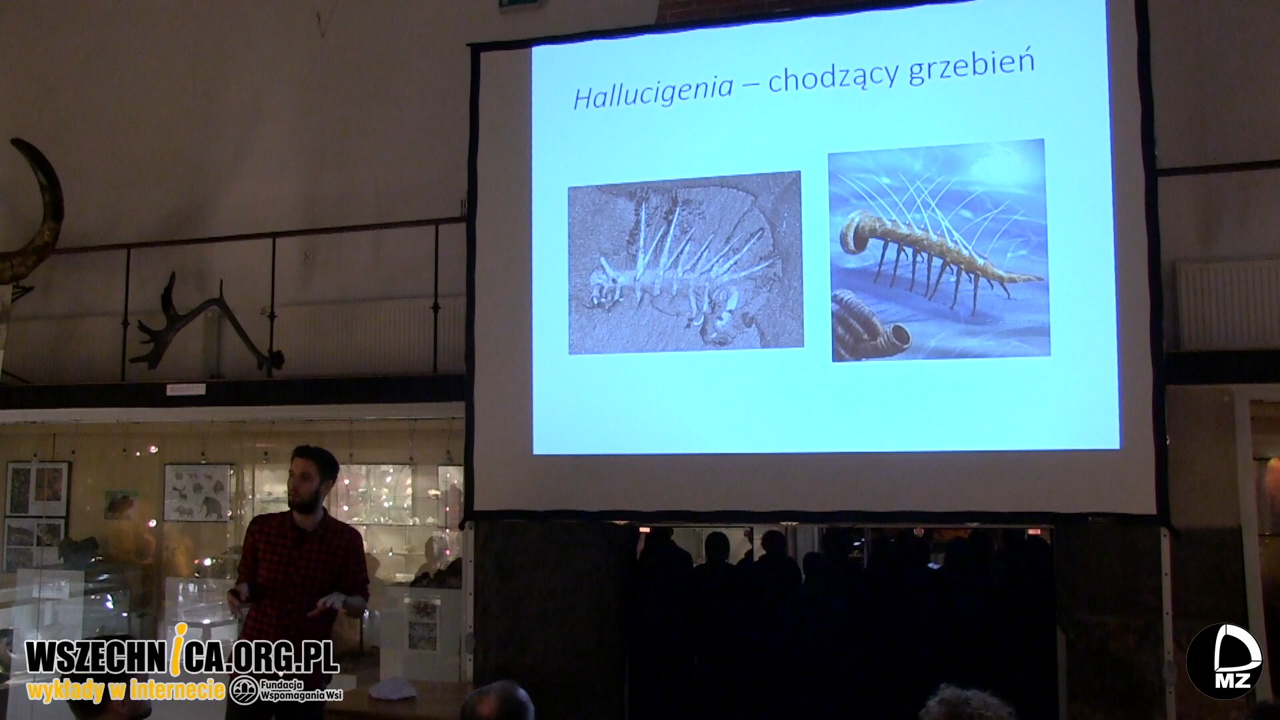 Hallucigenia – chodzący grzebień
WSZECHNICA.ORG.PL
wykłady w internecie
Fundacja
Wspomagania Wsi
MZ